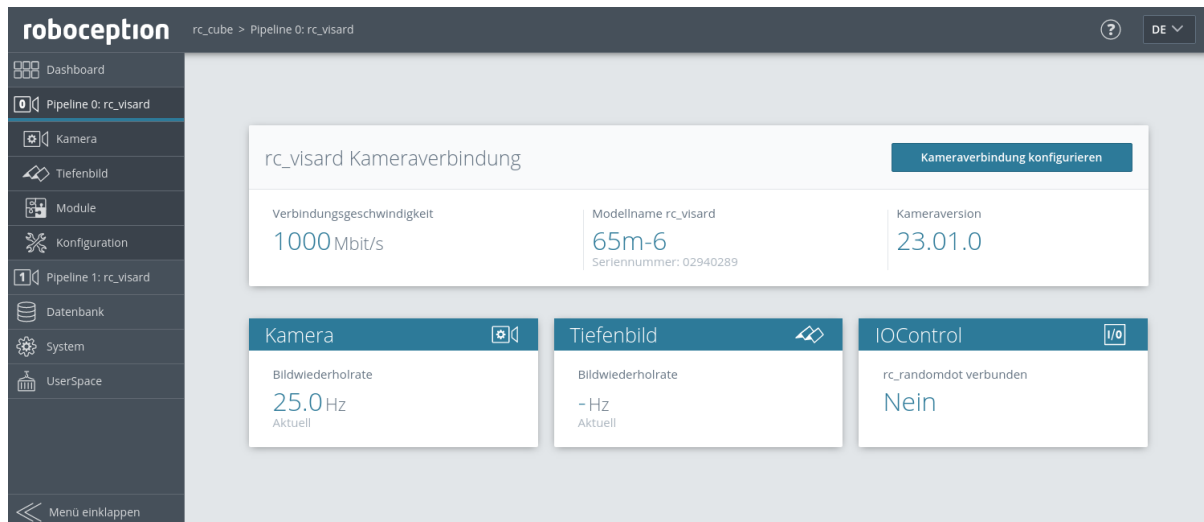 roboception
rc_cube > Pipeline 0: rc_visard
?
DE
Dashboard
0 Pipeline 0: rc_visard
Kamera
Tiefenbild
Module
Konfiguration
1 Pipeline 1: rc_visard
Datenbank
System
UserSpace
Menü einklappen
rc_visard Kameraverbindung
Kameraverbindung konfigurieren
Verbindungsgeschwindigkeit
1000 Mbit/s
Modellname rc_visard
65m-6
Seriennummer: 02940289
Kameraversion
23.01.0
Kamera
Bildwiederholrate
25.0 Hz
Aktuell
Tiefenbild
Bildwiederholrate
- Hz
Aktuell
IOControl
I/O
rc_randomdot verbunden
Nein